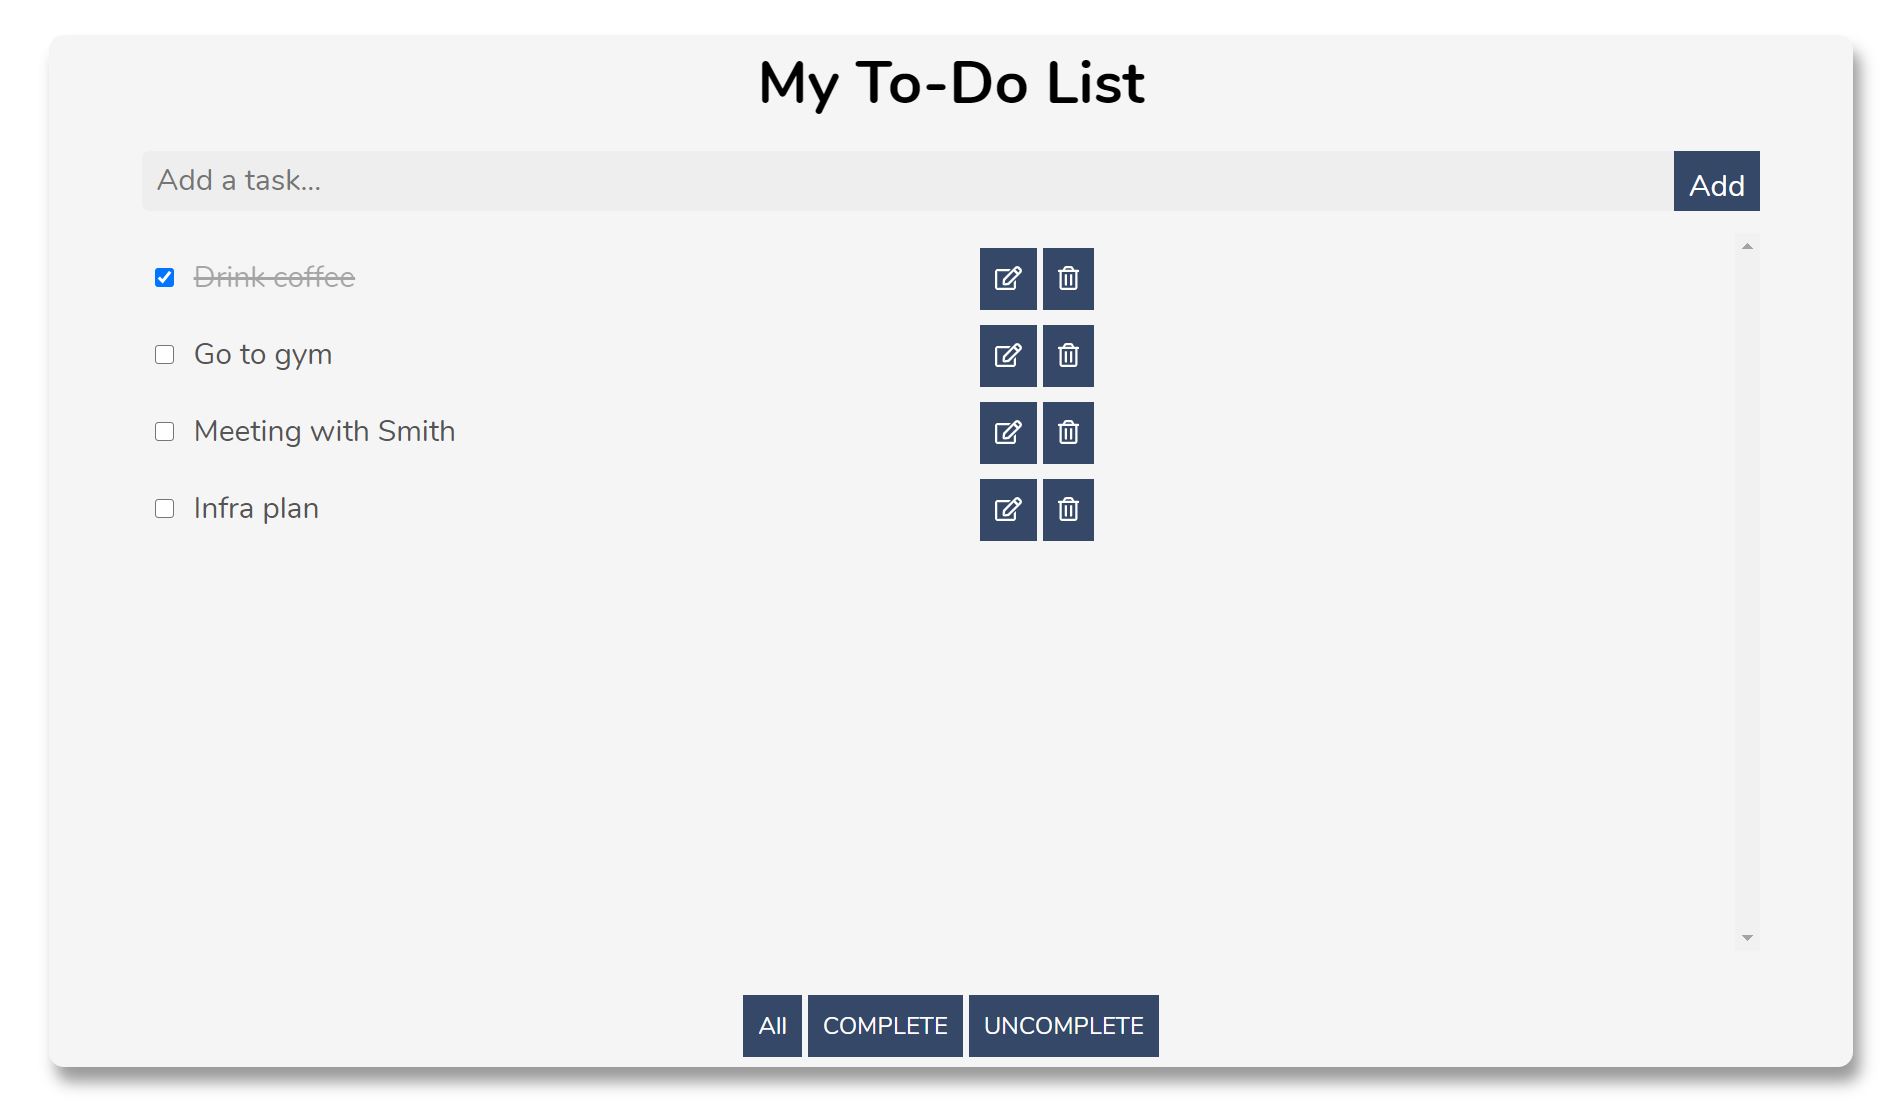 My To-Do List
Add a task...
Add
Drink coffee
Go to gym
Meeting with Smith
Infra plan
All
COMPLETE
UNCOMPLETE